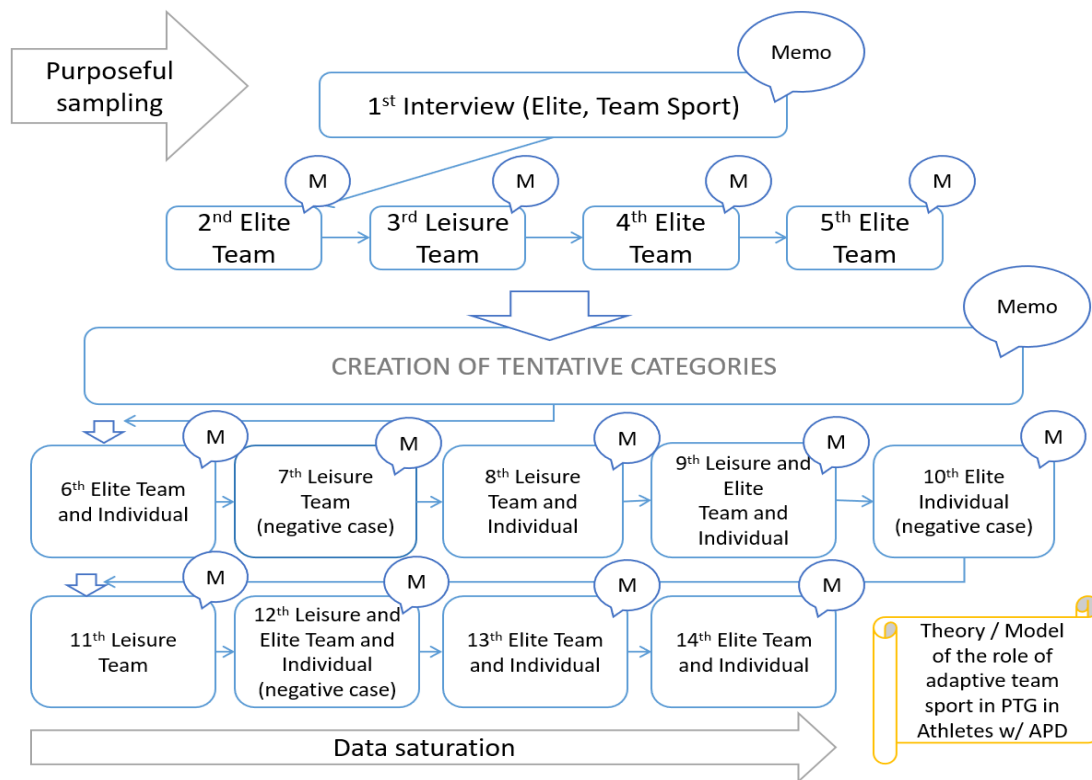 Purposeful
sampling
Memo
1st Interview (Elite, Team Sport)
M
M
M
M
2nd Elite
Team
3rd Leisure
Team
4th Elite
Team
5th Elite
Team
Memo
CREATION OF TENTATIVE CATEGORIES
M
M
M
M
M
6th Elite Team
and Individual
7th Leisure
Team
(negative case)
8th Leisure
Team and Individual
9th Leisure and
Elite
Team and
Individual
10th Elite
Individual
(negative case)
M
M
M
M
11th Leisure
Team
12th Leisure and
Elite Team and
Individual
(negative case)
13th Elite Team
and Individual
14th Elite Team
and Individual
Theory / Model
of the role of
adaptive team
sport in PTG in
Athletes w/ APD
Data saturation